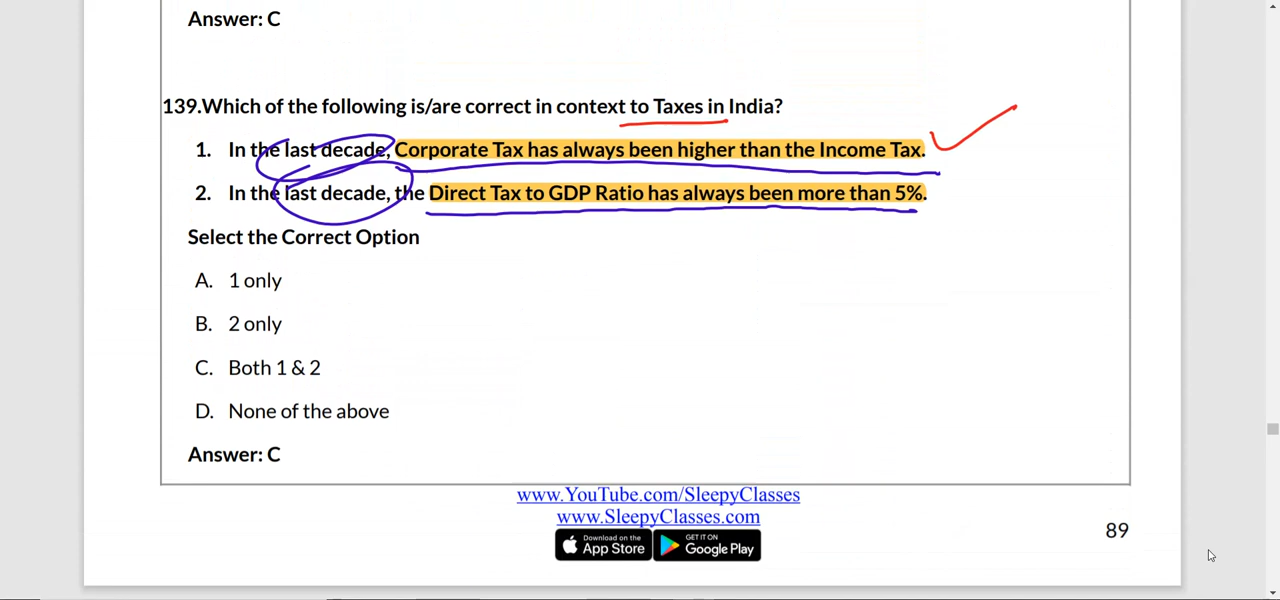 Answer: C
139.Which of the following is/are correct in context to Taxes in India?
1. In the last decade, Corporate Tax has always been higher than the Income Tax.
2. In the last decade, the Direct Tax to GDP Ratio has always been more than 5%.
Select the Correct Option
A. 1 only
B. 2 only
C. Both 1 & 2
D. None of the above
Answer: C
www.YouTube.com/SleepyClasses
www.SleepyClasses.com
Download on the App Store GET IT ON Google Play
89